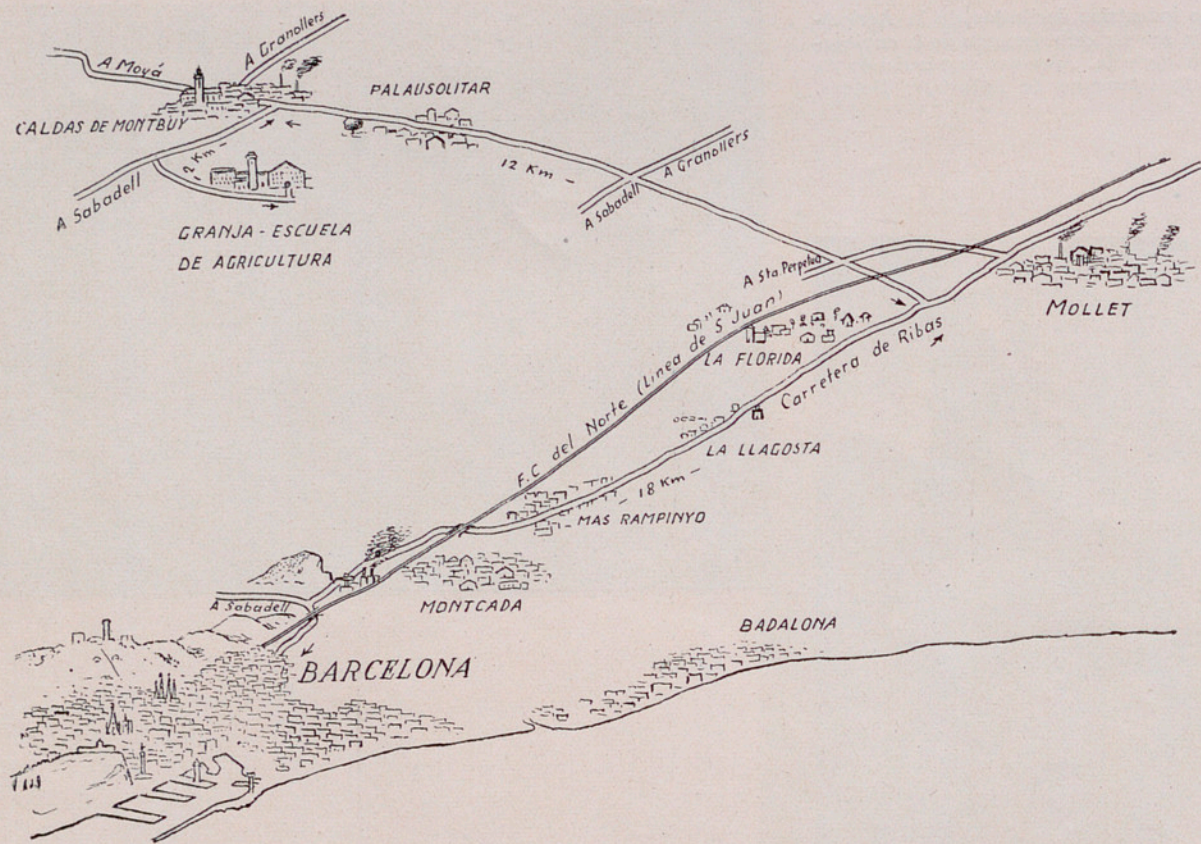 A Granollers
A Moyá
CALDAS DE MONTBUY
PALAUSOLITAR
2 Km
12 Km
A Sabadell
A Granollers
A Sabadell
GRANJA - ESCUELA
DE AGRICULTURA
A Sta. Perpetua
MOLLET
F.C. del Norte (Linea de S. Juan)
LA FLORIDA
Carretera de Ribas
LA LLAGOSTA
18 Km
MAS RAMPINYO
A Sabadell
MONTCADA
BADALONA
BARCELONA